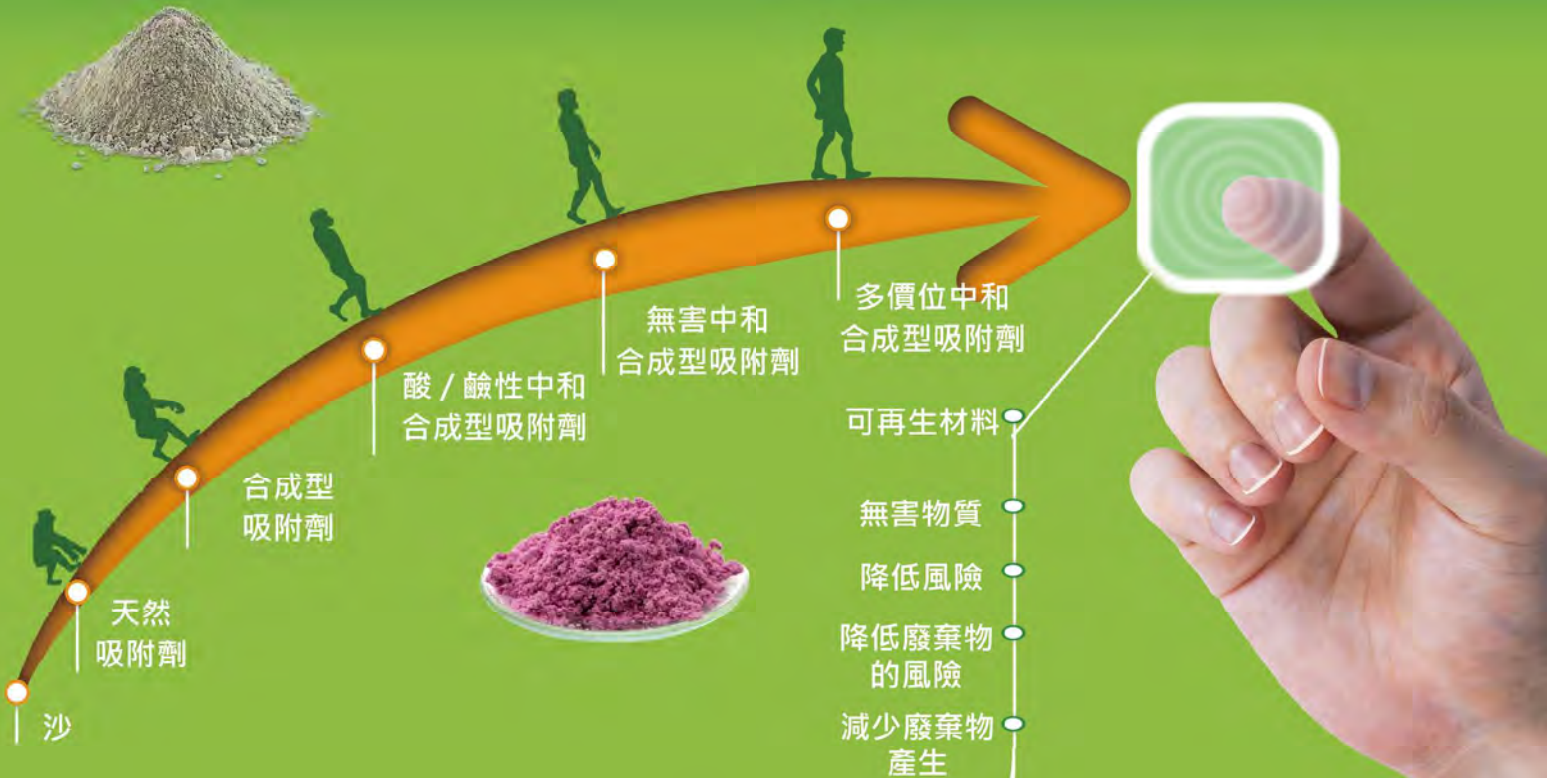 沙
天然
吸附劑
合成型
吸附劑
酸 / 鹼性中和
合成型吸附劑
無害中和
合成型吸附劑
多價位中和
合成型吸附劑
可再生材料
無害物質
降低風險
降低廢棄物
的風險
減少廢棄物
產生